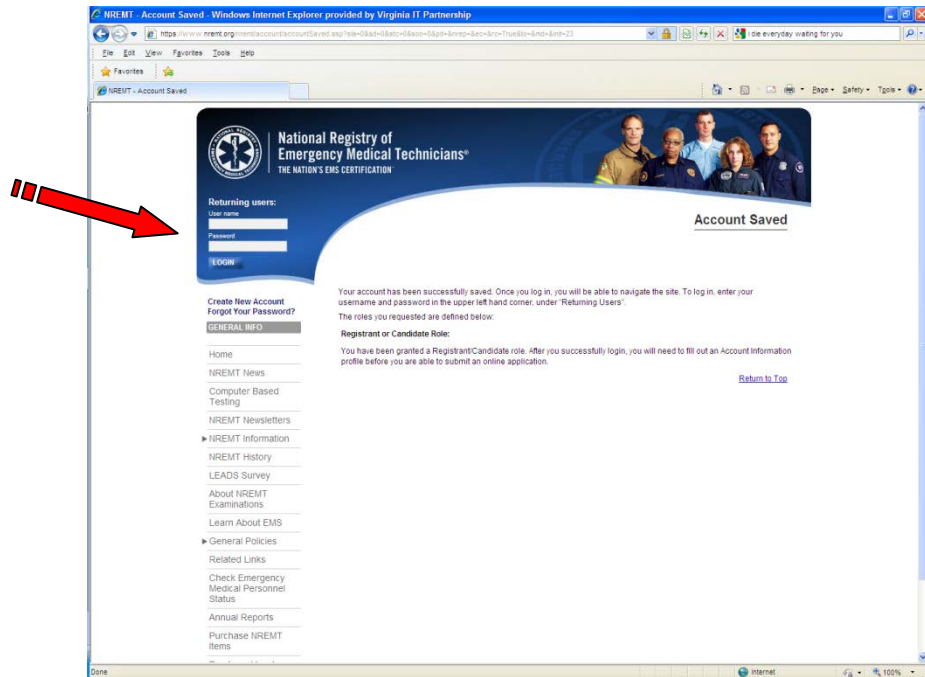 NREMT - Account Saved - Windows Internet Explorer provided by Virginia IT Partnership
i die everyday waiting for you
File Edit View Favorites Tools Help
Favorites
NREMT - Account Saved
Page Safety Tools
National Registry of
Emergency Medical Technicians®
THE NATION'S EMS CERTIFICATION
Returning users:
User name
Password
LOGIN
Account Saved
Your account has been successfully saved. Once you log in, you will be able to navigate the site. To log in, enter your
username and password in the upper left hand corner, under "Returning Users".
The roles you requested are defined below:
Registrant or Candidate Role:
You have been granted a Registrant/Candidate role. After you successfully login, you will need to fill out an Account Information
profile before you are able to submit an online application.
Return to Top
Create New Account
Forgot Your Password?
GENERAL INFO
Home
NREMT News
Computer Based
Testing
NREMT Newsletters
NREMT Information
NREMT History
LEADS Survey
About NREMT
Examinations
Learn About EMS
General Policies
Related Links
Check Emergency
Medical Personnel
Status
Annual Reports
Purchase NREMT
Items
Done
Internet
100%